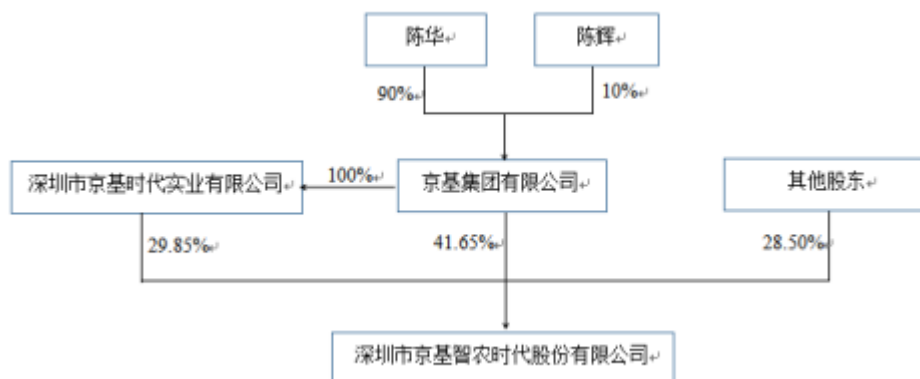 陈华
陈辉
90%
10%
深圳市京基时代实业有限公司
100%
京基集团有限公司
其他股东
29.85%
41.65%
28.50%
深圳市京基智农时代股份有限公司